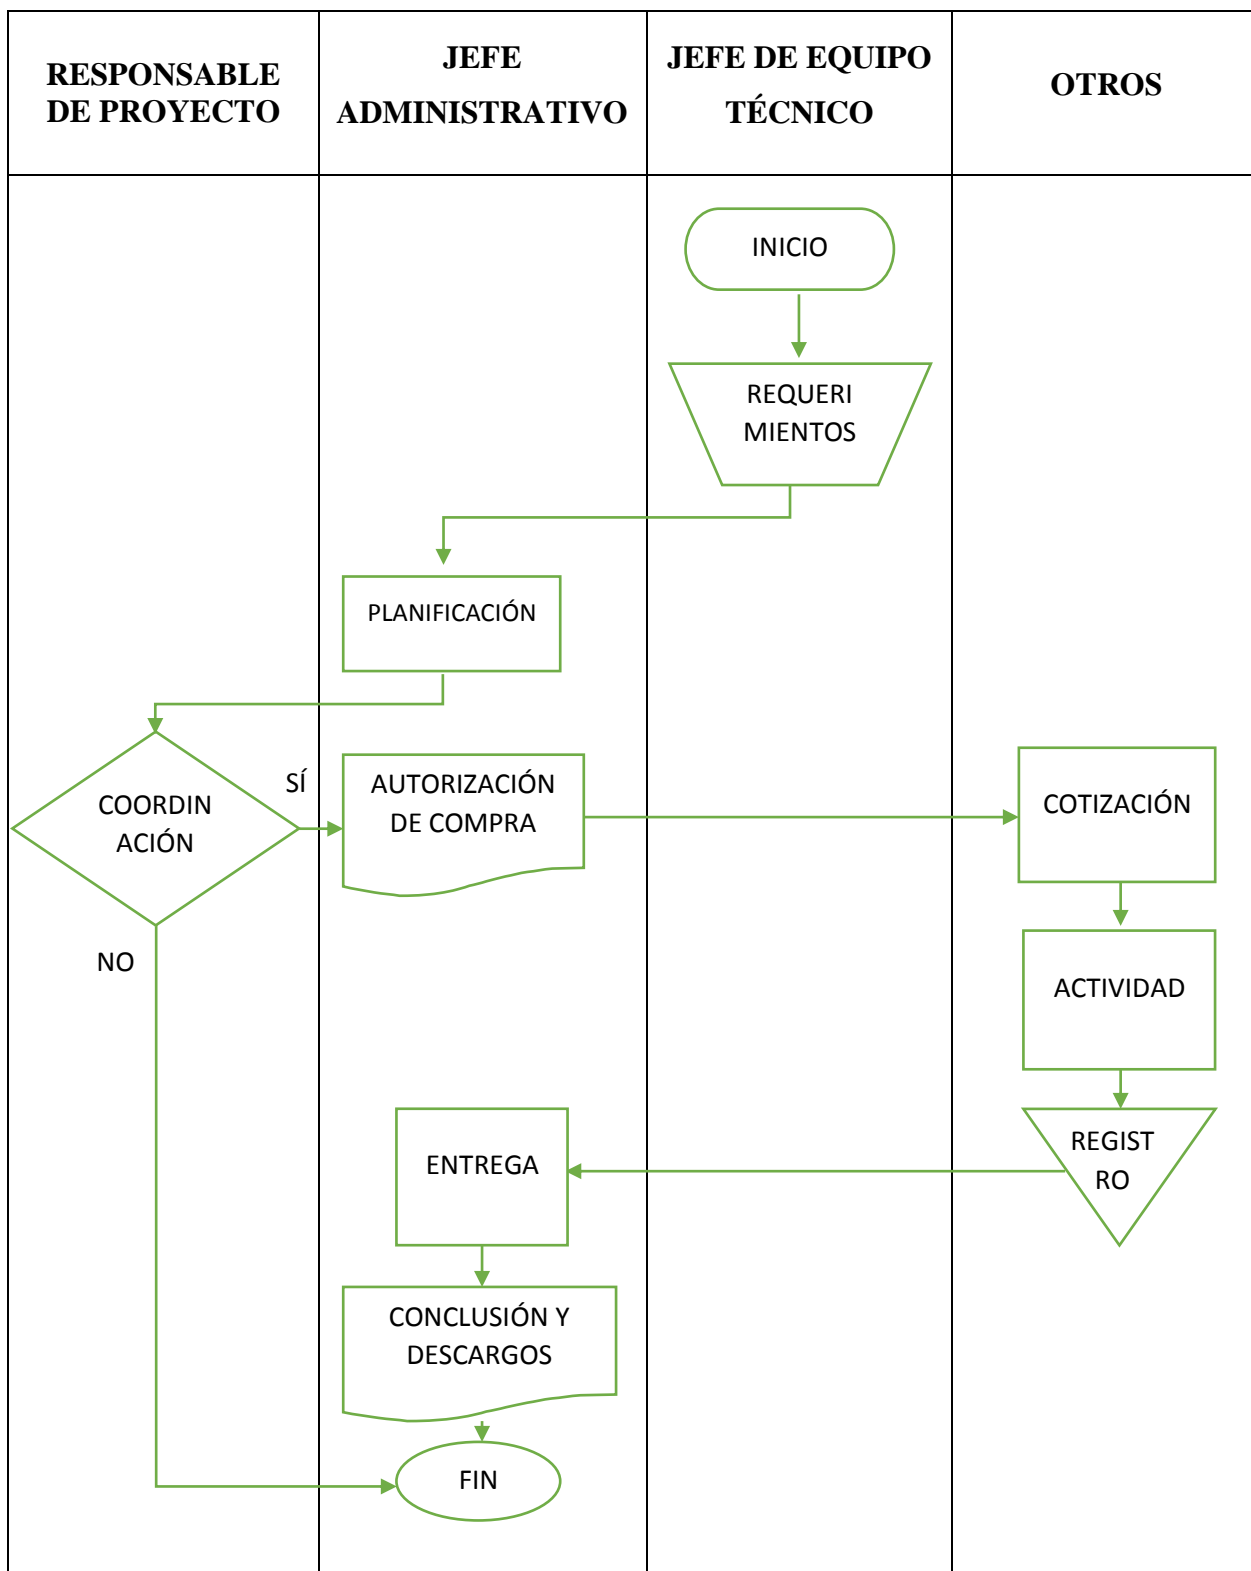 RESPONSABLE
DE PROYECTO
JEFE
ADMINISTRATIVO
JEFE DE EQUIPO
TÉCNICO
OTROS
INICIO
REQUERI
MIENTOS
PLANIFICACIÓN
COORDIN
ACIÓN
SÍ
AUTORIZACIÓN
DE COMPRA
COTIZACIÓN
NO
ACTIVIDAD
REGIST
RO
ENTREGA
CONCLUSIÓN Y
DESCARGOS
FIN